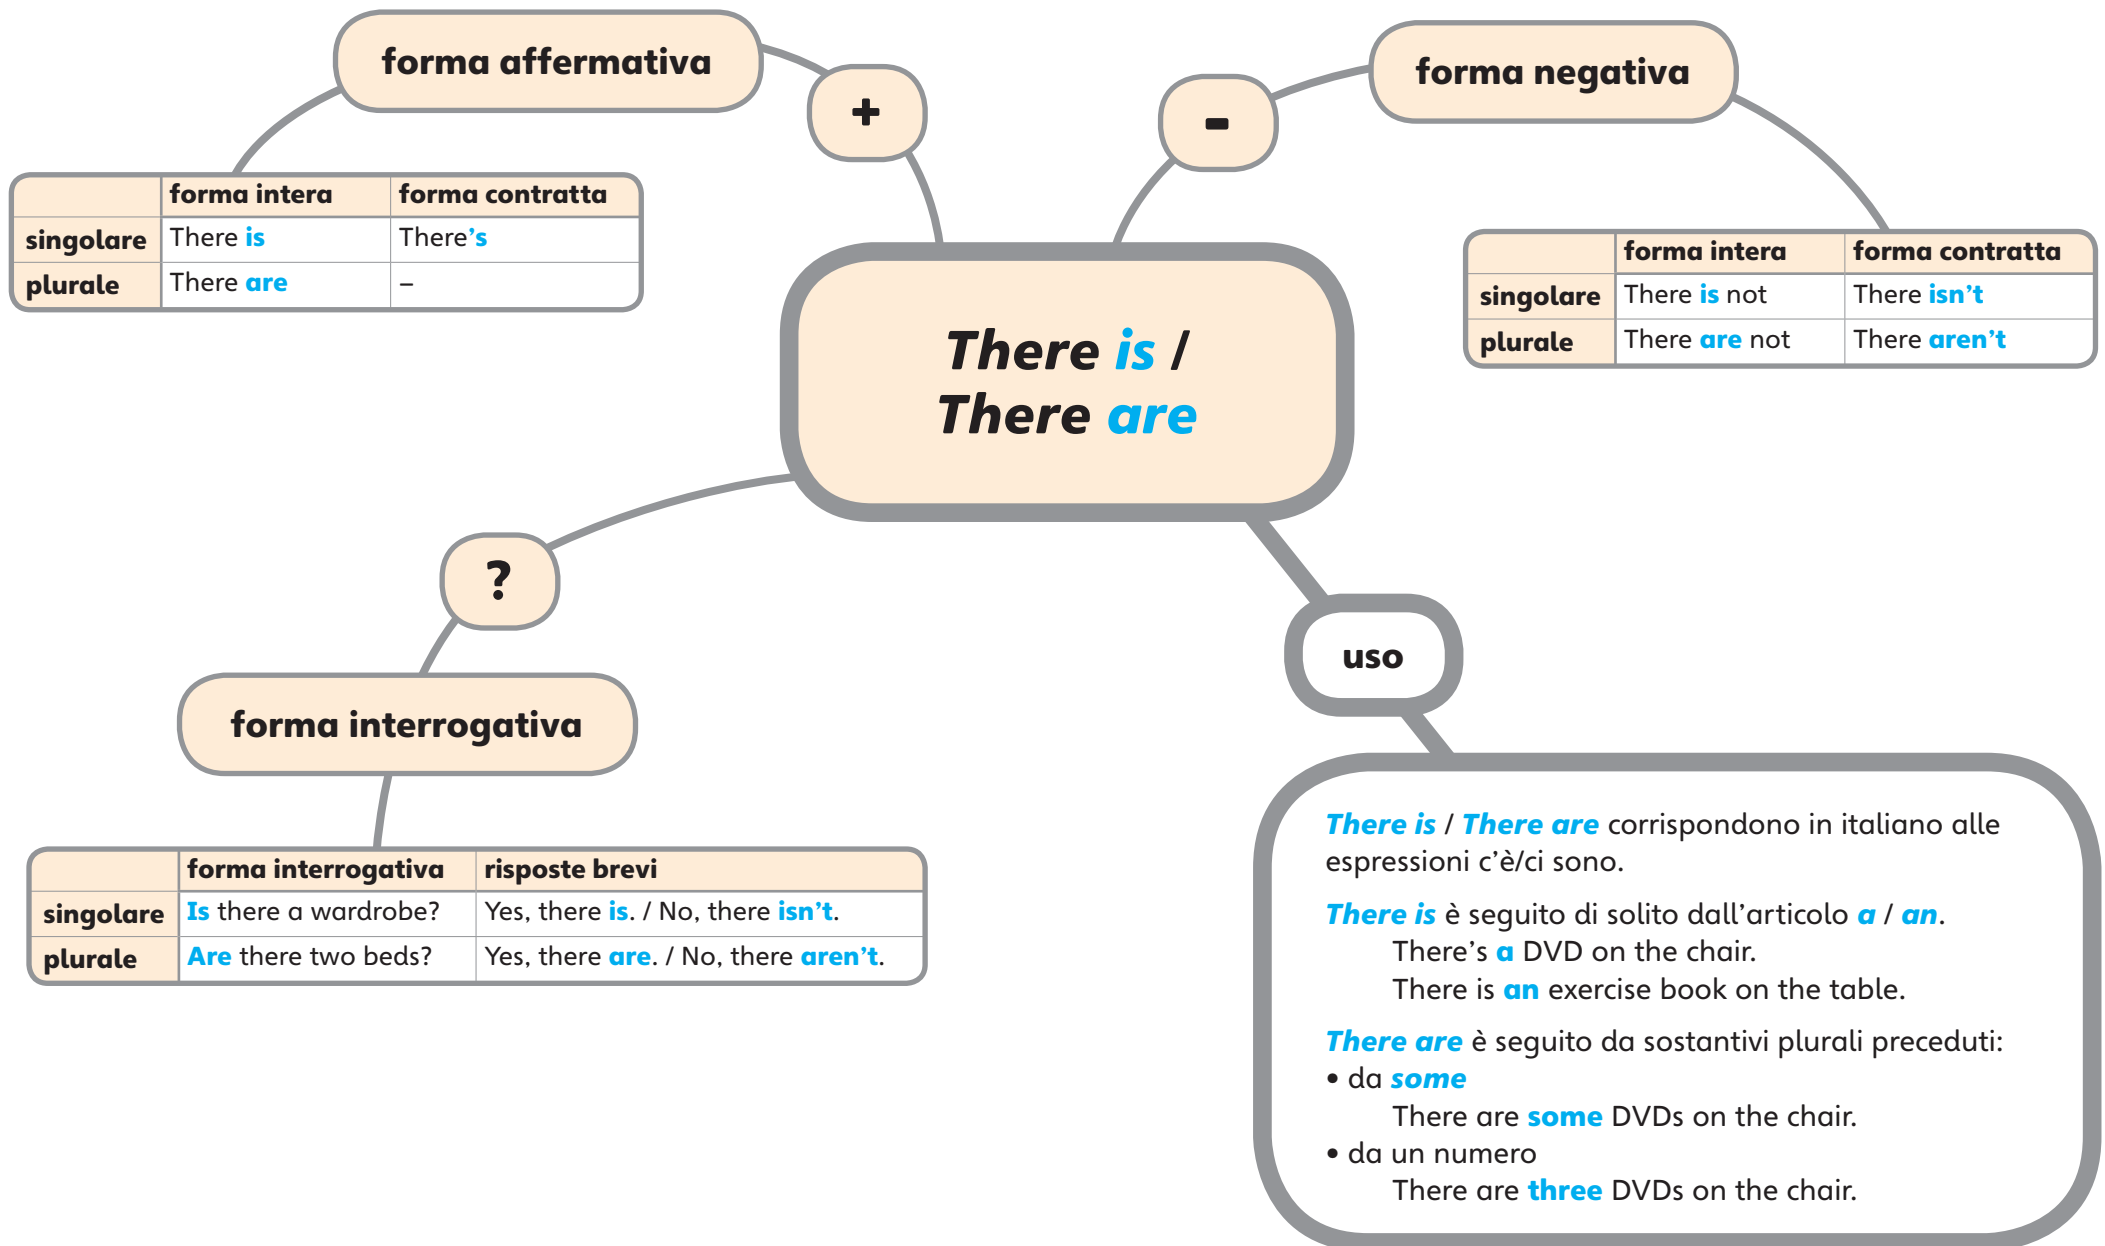 forma affermativa
+
forma intera forma contratta
singolare There is There's
plurale There are –
-
forma negativa
forma intera forma contratta
singolare There is not There isn't
plurale There are not There aren't
There is /
There are
?
forma interrogativa
forma interrogativa risposte brevi
singolare Is there a wardrobe? Yes, there is. / No, there isn't.
plurale Are there two beds? Yes, there are. / No, there aren't.
uso
There is / There are corrispondono in italiano alle
espressioni c'è/ci sono.
There is è seguito di solito dall'articolo a / an.
There's a DVD on the chair.
There is an exercise book on the table.
There are è seguito da sostantivi plurali preceduti:
• da some
There are some DVDs on the chair.
• da un numero
There are three DVDs on the chair.